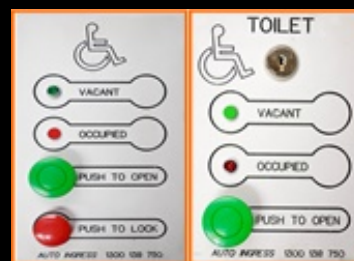 VACANT
OCCUPIED
PUSH TO OPEN
PUSH TO LOCK
AUTO INGRESS 1300 138 750
TOILET
VACANT
OCCUPIED
PUSH TO OPEN
AUTO INGRESS 1300 138 750